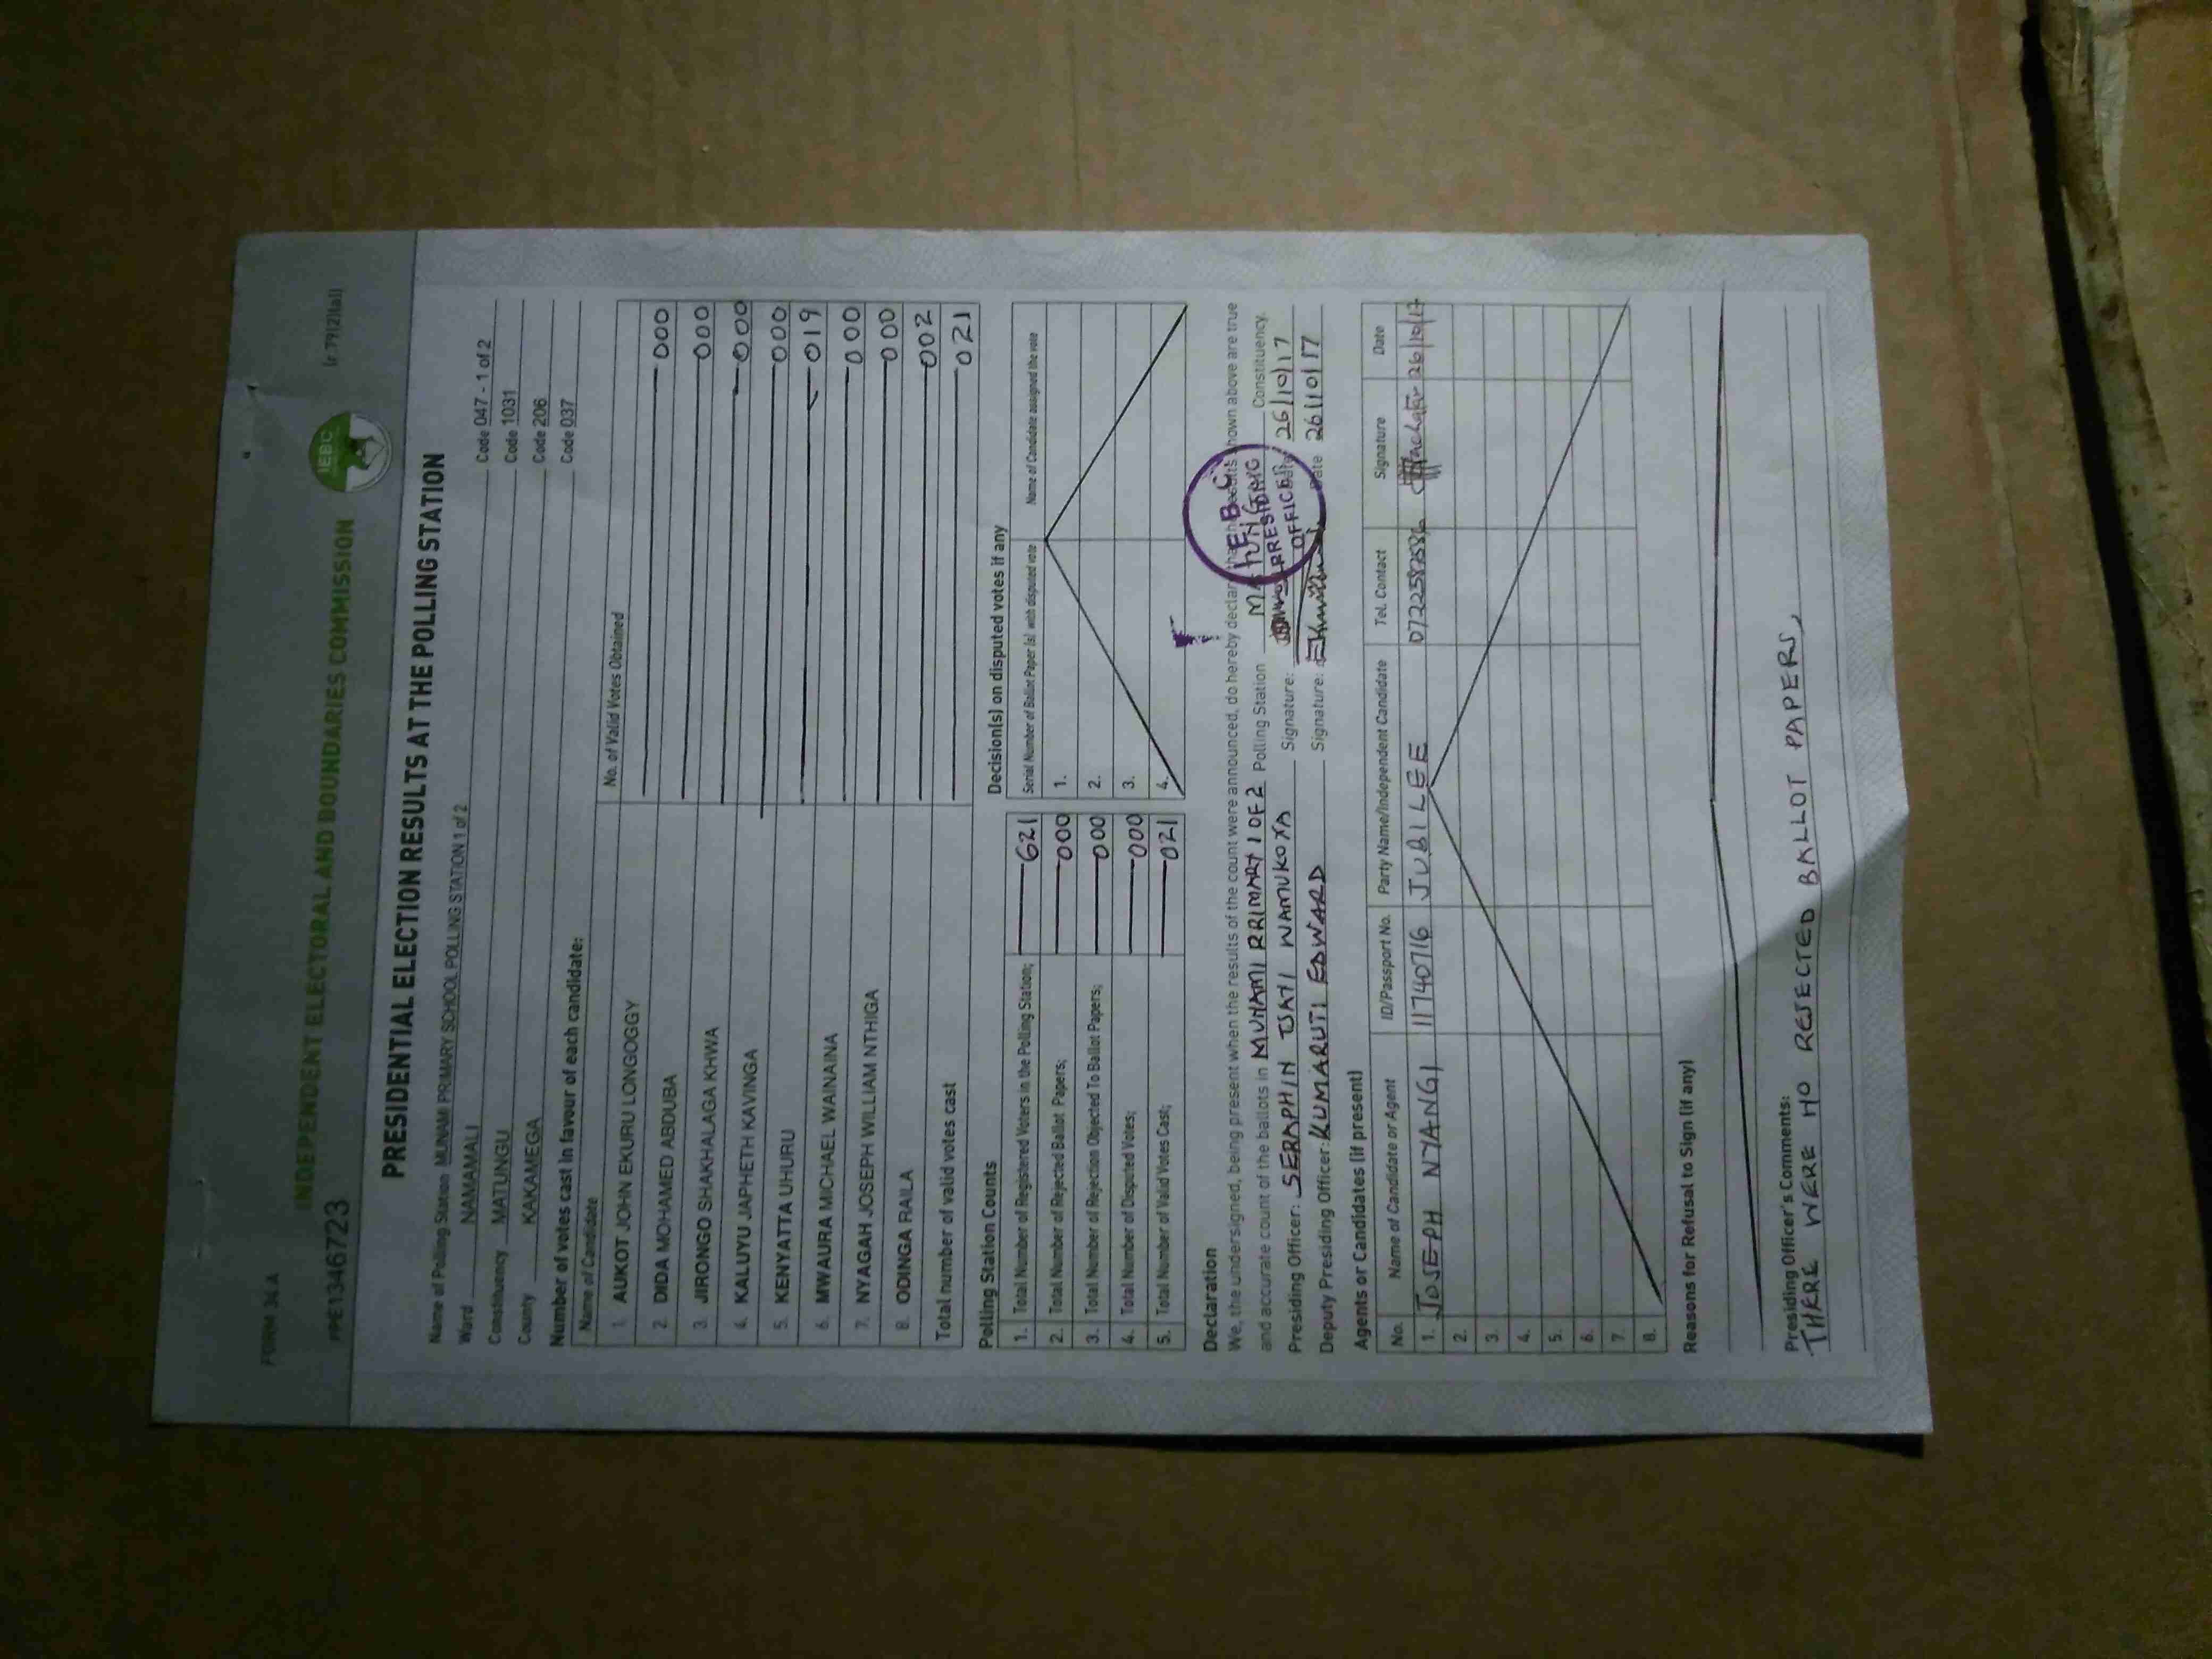 FORM 34A
(r.79(2)(a))
INDEPENDENT ELECTORAL AND BOUNDARIES COMMISSION
IEBC
PPE1346723
PRESIDENTIAL ELECTION RESULTS AT THE POLLING STATION
Name of Polling Station MUNAMI PRIMARY SCHOOL POLLING STATION 1 of 2 Code 047 - 1 of 2
Ward NAMAMALI Code 1031
Constituency MATUNGU Code 206
County KAKAMEGA Code 037
Number of votes cast in favour of each candidate:
Name of Candidate No. of Valid Votes Obtained
1. AUKOT JOHN EKURU LONGOGGY 000
2. DIDA MOHAMED ABDUBA 000
3. JIRONGO SHAKHALAGA KHWA 000
4. KALUYU JAPHETH KAVINGA 000
5. KENYATTA UHURU 019
6. MWAURA MICHAEL WAINAINA 000
7. NYAGAH JOSEPH WILLIAM NTHIGA 000
8. ODINGA RAILA 002
Total number of valid votes cast 021
Polling Station Counts
1. Total Number of Registered Voters in the Polling Station; 621
2. Total Number of Rejected Ballot Papers; 000
3. Total Number of Rejection Objected To Ballot Papers; 000
4. Total Number of Disputed Votes; 000
5. Total Number of Valid Votes Cast; 021
Decision(s) on disputed votes if any
Serial Number of Ballot Paper (s) with disputed vote Name of Candidate assigned the vote
1.
2.
3.
4.
Declaration
We, the undersigned, being present when the results of the count were announced, do hereby declare that the results shown above are true
and accurate count of the ballots in MUNAMI PRIMARY 1 OF 2 Polling Station MATUNGU Constituency.
Presiding Officer: SERAPHIN TSAYI WAMUKOYA Signature: Date 26/10/17
Deputy Presiding Officer: KUMARUTI EDWARD Signature: Date 26/10/17
I.E.B.C
PRESIDING
OFFICER
Agents or Candidates (if present)
No. Name of Candidate or Agent ID/Passport No. Party Name/Independent Candidate Tel. Contact Signature Date
1. JOSEPH NYANGI 11740716 JUBILEE 0722582586 26/10/17
2.
3.
4.
5.
6.
7.
8.
Reasons for Refusal to Sign (if any)
Presiding Officer's Comments:
THERE WERE NO REJECTED BALLOT PAPERS,